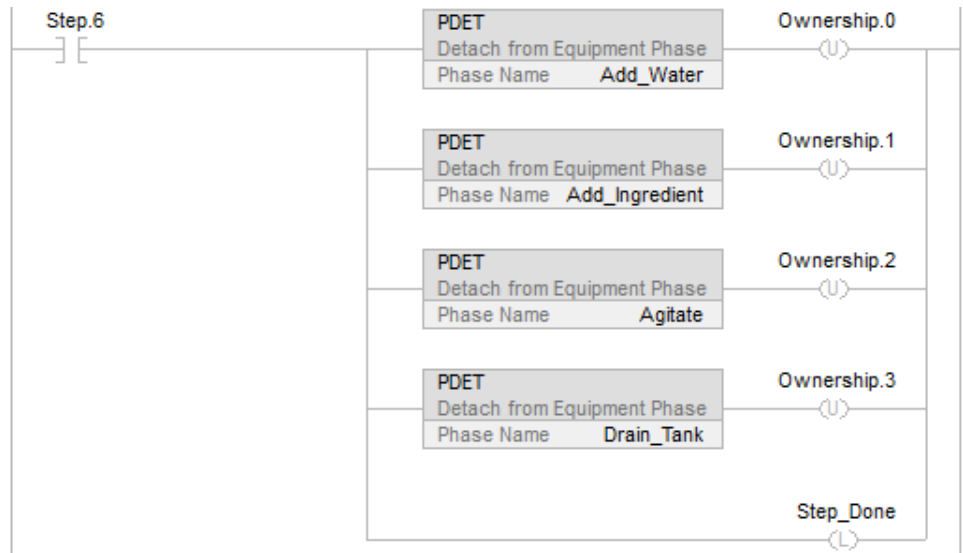 Step.6
PDET
Detach from Equipment Phase
Phase Name Add_Water
Ownership.0
(U)
PDET
Detach from Equipment Phase
Phase Name Add_Ingredient
Ownership.1
(U)
PDET
Detach from Equipment Phase
Phase Name Agitate
Ownership.2
(U)
PDET
Detach from Equipment Phase
Phase Name Drain_Tank
Ownership.3
(U)
Step_Done
(L)